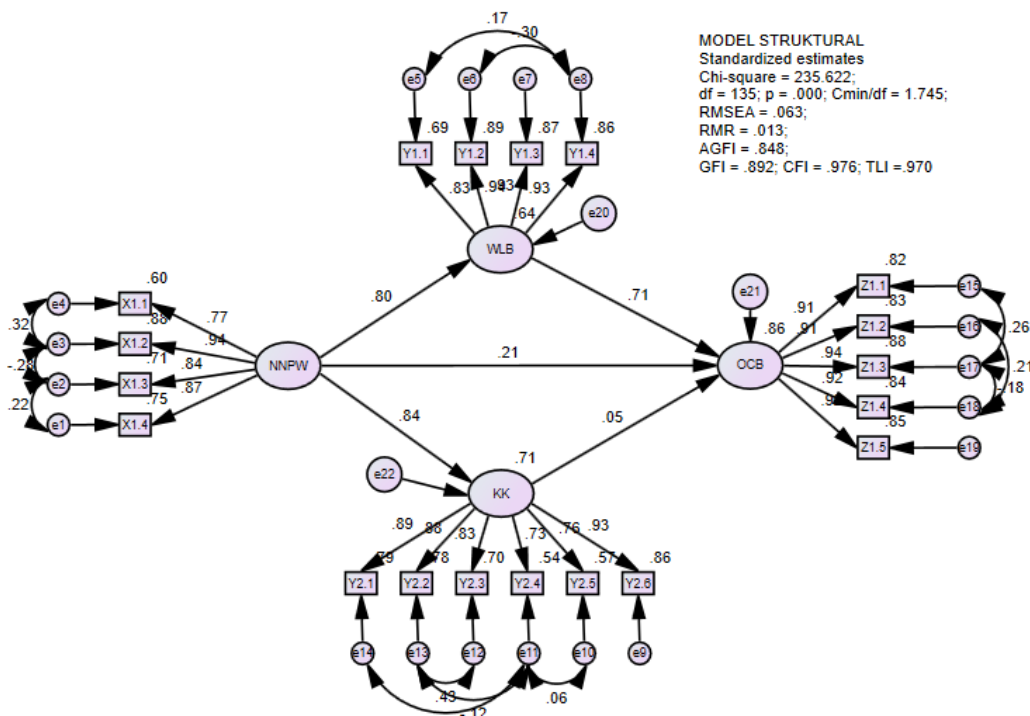 .17
-.30
e5
e6
e7
e8
.69
.89
.87
.86
Y1.1
Y1.2
Y1.3
Y1.4
.83
.94
.93
.93
.64
e20
WLB
MODEL STRUKTURAL
Standardized estimates
Chi-square = 235.622;
df = 135; p = .000; Cmin/df = 1.745;
RMSEA = .063;
RMR = .013;
AGFI = .848;
GFI = .892; CFI = .976; TLI =.970
.80
.71
.60
e4
X1.1
.77
.32
.88
e3
X1.2
.94
.71
e2
X1.3
.84
.22
.75
e1
X1.4
.87
NNPW
.21
e21
.86
OCB
.82
.91
Z1.1
e15
.83
.91
Z1.2
e16
.26
.88
.94
Z1.3
e17
.21
.84
.92
Z1.4
e18
-.18
.85
Z1.5
e19
.84
.05
e22
.71
KK
.89
.88
.83
.73
.76
.93
.79
.78
.70
.54
.57
.86
Y2.1
Y2.2
Y2.3
Y2.4
Y2.5
Y2.6
e14
e13
e12
e11
e10
e9
.43
.06
-.12